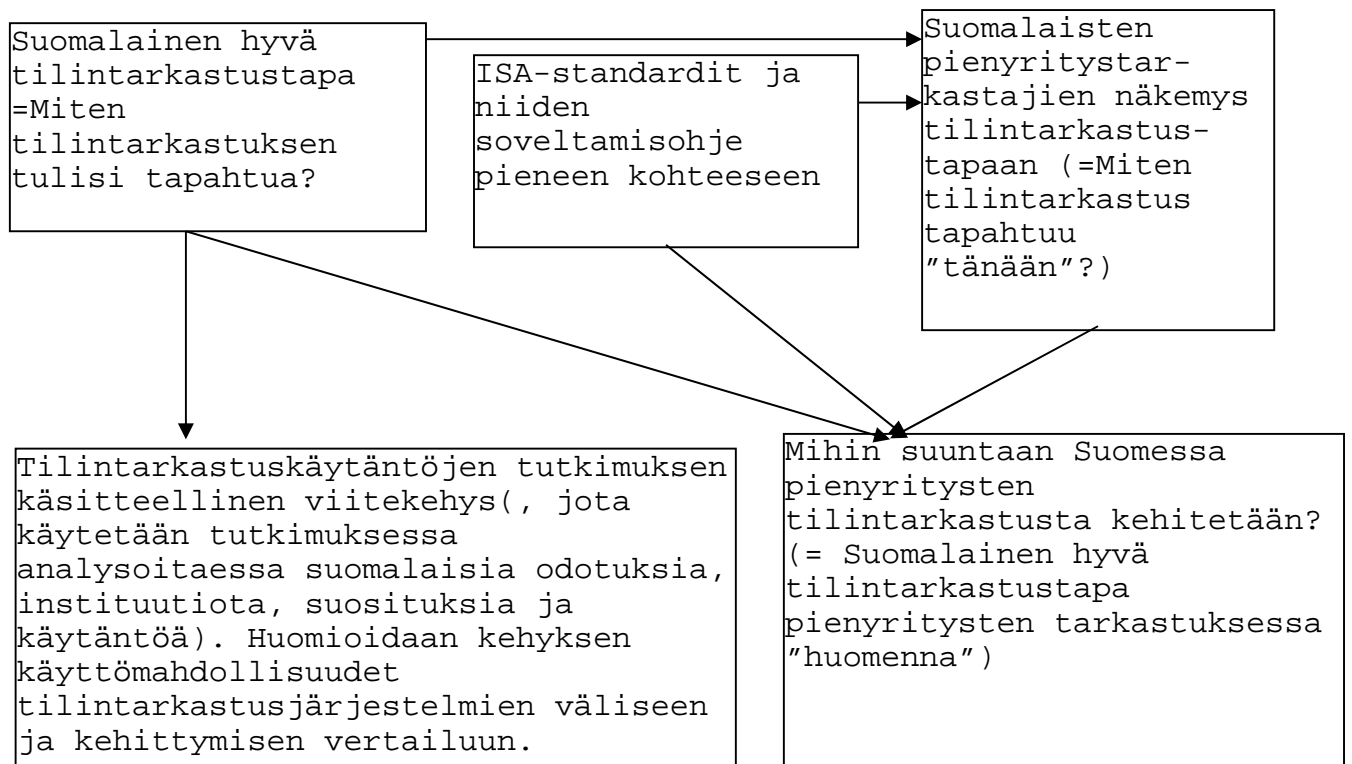 Suomalainen hyvä
tilintarkastustapa
=Miten
tilintarkastuksen
tulisi tapahtua?
ISA-standardit ja
niiden
soveltamisohje
pieneen kohteeseen
Suomalaisten
pienyritystar-
kastajien näkemys
tilintarkastus-
tapaan (=Miten
tilintarkastus
tapahtuu
”tänään”?)
Tilintarkastuskäytäntöjen tutkimuksen
käsitteellinen viitekehys(, jota
käytetään tutkimuksessa
analysoitaessa suomalaisia odotuksia,
instituutiota, suosituksia ja
käytäntöä). Huomioidaan kehyksen
käyttömahdollisuudet
tilintarkastusjärjestelmien väliseen
ja kehittymisen vertailuun.
Mihin suuntaan Suomessa
pienyritysten
tilintarkastusta kehitetään?
(= Suomalainen hyvä
tilintarkastustapa
pienyritysten tarkastuksessa
”huomenna”)